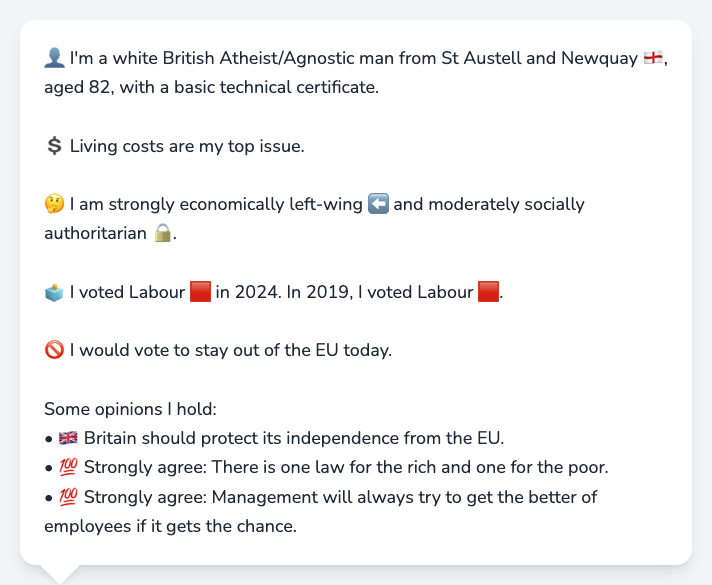 👤 I'm a white British Atheist/Agnostic man from St Austell and Newquay 🏴󠁧󠁢󠁥󠁮󠁧󠁿,
aged 82, with a basic technical certificate.
💲 Living costs are my top issue.
🤔 I am strongly economically left-wing ⬅️ and moderately socially
authoritarian 🔒.
🗳️ I voted Labour 🟥 in 2024. In 2019, I voted Labour 🟥.
🚫 I would vote to stay out of the EU today.
Some opinions I hold:
• 🇬🇧 Britain should protect its independence from the EU.
• 💯 Strongly agree: There is one law for the rich and one for the poor.
• 💯 Strongly agree: Management will always try to get the better of
employees if it gets the chance.